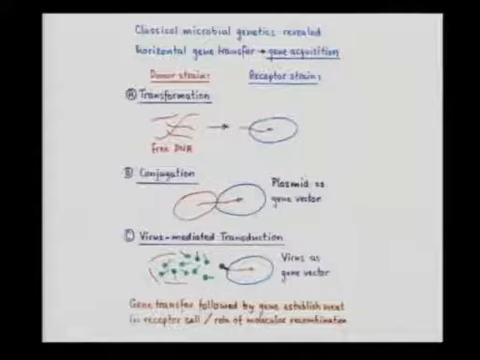 Classical microbial genetics revealed
horizontal gene transfer → gene acquisition
Donor strain: Receptor strain:
A Transformation
free DNA
B Conjugation
Plasmid as
gene vector
C Virus-mediated Transduction
Virus as
gene vector
Gene transfer followed by gene establishment
in receptor cell / role of molecular recombination